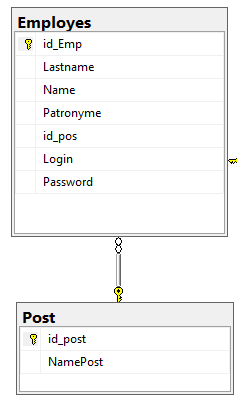 Employes
id_Emp
Lastname
Name
Patronyme
id_pos
Login
Password
Post
id_post
NamePost